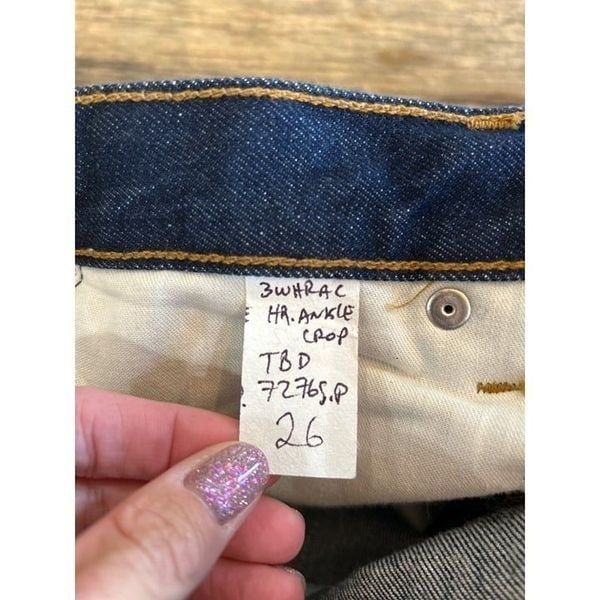 3WHRAC
HR. ANKLE
CROP
TBD
7276S.P
26